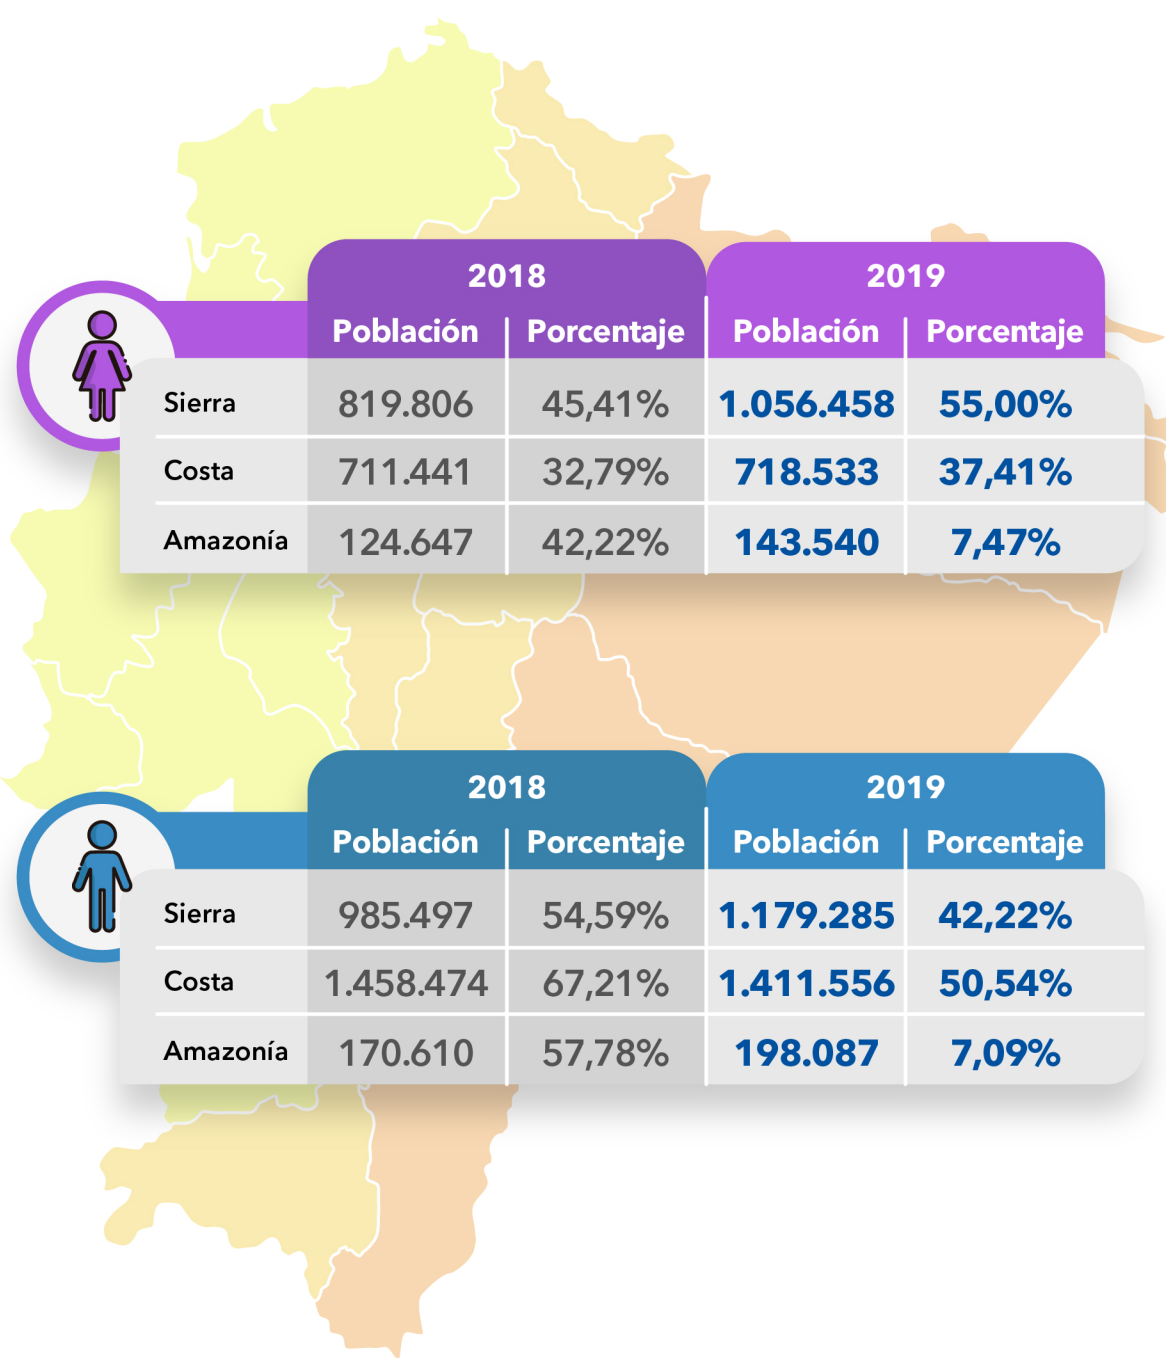 2018 2019
Población Porcentaje Población Porcentaje
Sierra 819.806 45,41% 1.056.458 55,00%
Costa 711.441 32,79% 718.533 37,41%
Amazonía 124.647 42,22% 143.540 7,47%
2018 2019
Población Porcentaje Población Porcentaje
Sierra 985.497 54,59% 1.179.285 42,22%
Costa 1.458.474 67,21% 1.411.556 50,54%
Amazonía 170.610 57,78% 198.087 7,09%